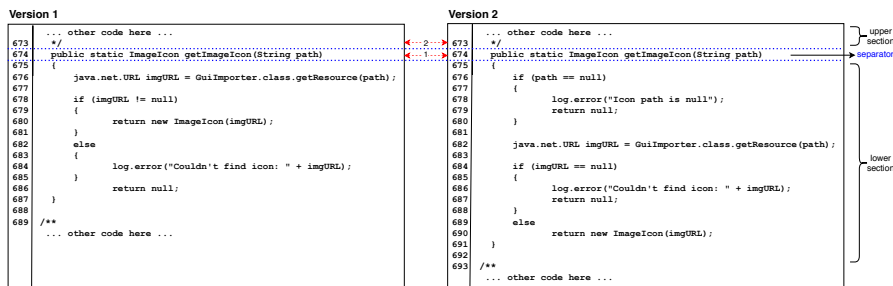 Version 1
... other code here ...
673 */
674 public static ImageIcon getImageIcon(String path)
675 {
676 java.net.URL imgURL = GuiImporter.class.getResource(path);
677
678 if (imgURL != null)
679 {
680 return new ImageIcon(imgURL);
681 }
682 else
683 {
684 log.error("Couldn't find icon: " + imgURL);
685 }
686 return null;
687 }
688
689 /**
... other code here ...
2
1
Version 2
... other code here ...
673 */
674 public static ImageIcon getImageIcon(String path)
675 {
676 if (path == null)
677 {
678 log.error("Icon path is null");
679 return null;
680 }
681
682 java.net.URL imgURL = GuiImporter.class.getResource(path);
683
684 if (imgURL == null)
685 {
686 log.error("Couldn't find icon: " + imgURL);
687 return null;
688 }
689 else
690 return new ImageIcon(imgURL);
691 }
692
693 /**
... other code here ...
upper
section
separator
lower
section